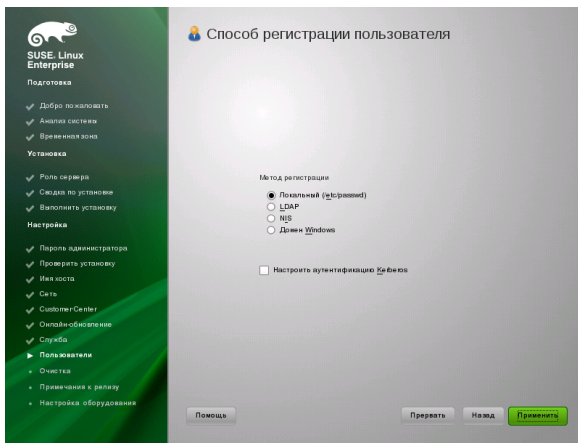 SUSE. Linux
Enterprise
Подготовка
Добро пожаловать
Анализ системы
Временная зона
Установка
Роль сервера
Сводка по установке
Выполнить установку
Настройка
Пароль администратора
Проверить установку
Имя хоста
Сеть
Customer Center
Онлайн-обновление
Служба
Пользователи
Очистка
Примечания к релизу
Настройка оборудования
Способ регистрации пользователя
Метод регистрации
Локальный (/etc/passwd)
LDAP
NIS
Домен Windows
Настроить аутентификацию Kerberos
Помощь
Прервать
Назад
Применить